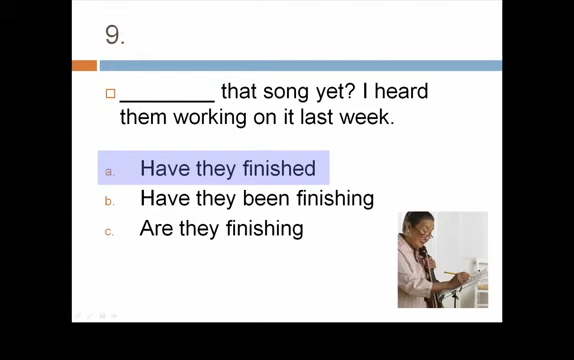 9.
________ that song yet? I heard
them working on it last week.
a. Have they finished
b. Have they been finishing
c. Are they finishing